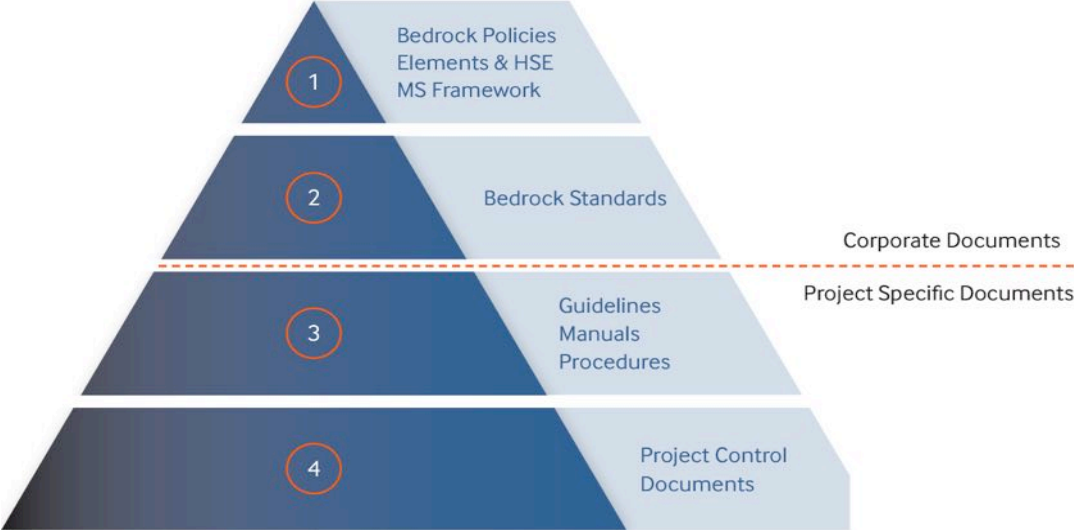 1
Bedrock Policies
Elements & HSE
MS Framework
2
Bedrock Standards
Corporate Documents
Project Specific Documents
3
Guidelines
Manuals
Procedures
4
Project Control
Documents